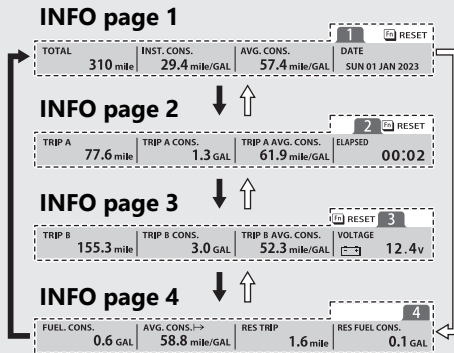 INFO page 1
1 Fn RESET
TOTAL INST. CONS. AVG. CONS. DATE
310 mile 29.4 mile/GAL 57.4 mile/GAL SUN 01 JAN 2023
INFO page 2
2 Fn RESET
TRIP A TRIP A CONS. TRIP A AVG. CONS. ELAPSED
77.6 mile 1.3 GAL 61.9 mile/GAL 00:02
INFO page 3
Fn RESET 3
TRIP B TRIP B CONS. TRIP B AVG. CONS. VOLTAGE
155.3 mile 3.0 GAL 52.3 mile/GAL 12.4v
INFO page 4
4
FUEL. CONS. AVG. CONS.↦ RES TRIP RES FUEL CONS.
0.6 GAL 58.8 mile/GAL 1.6 mile 0.1 GAL